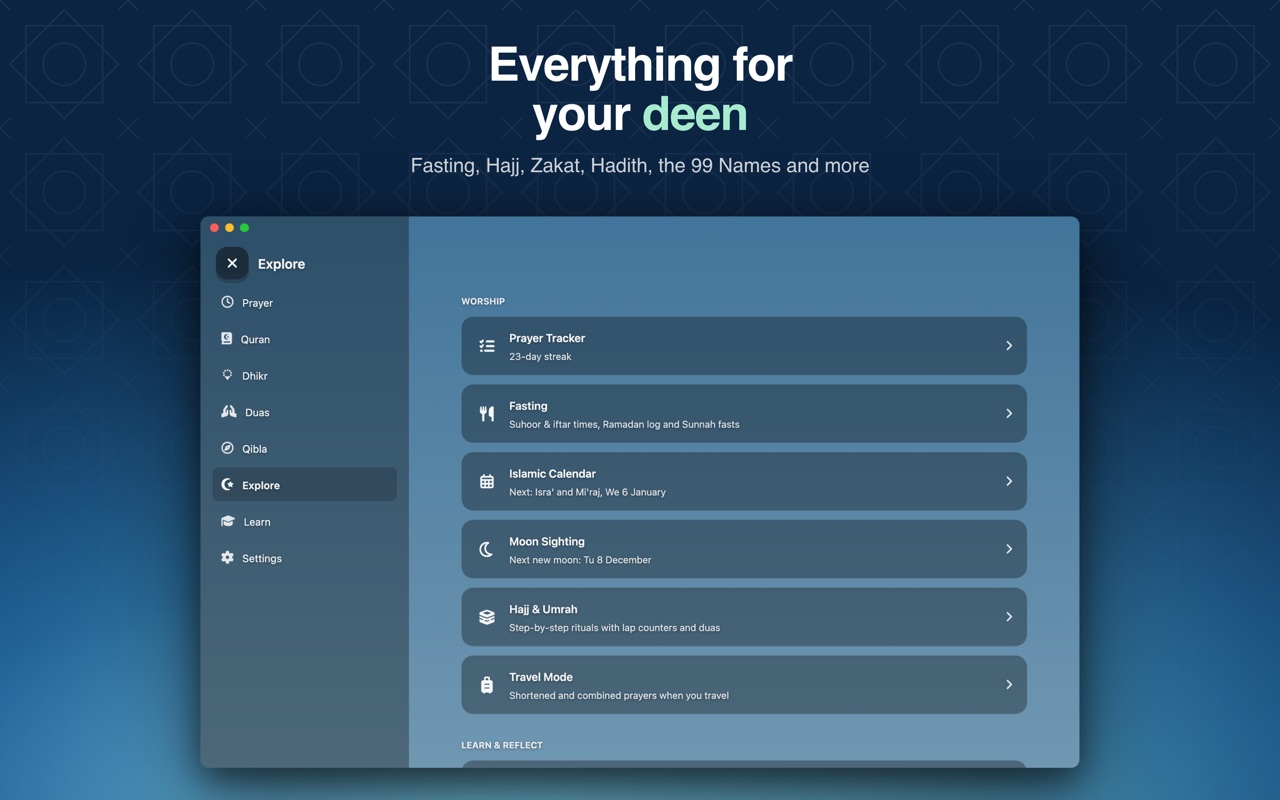 Everything for
your deen
Fasting, Hajj, Zakat, Hadith, the 99 Names and more
Explore
Prayer
Quran
Dhikr
Duas
Qibla
Explore
Learn
Settings
WORSHIP
Prayer Tracker
23-day streak
Fasting
Suhoor & iftar times, Ramadan log and Sunnah fasts
Islamic Calendar
Next: Isra' and Mi'raj, We 6 January
Moon Sighting
Next new moon: Tu 8 December
Hajj & Umrah
Step-by-step rituals with lap counters and duas
Travel Mode
Shortened and combined prayers when you travel
LEARN & REFLECT